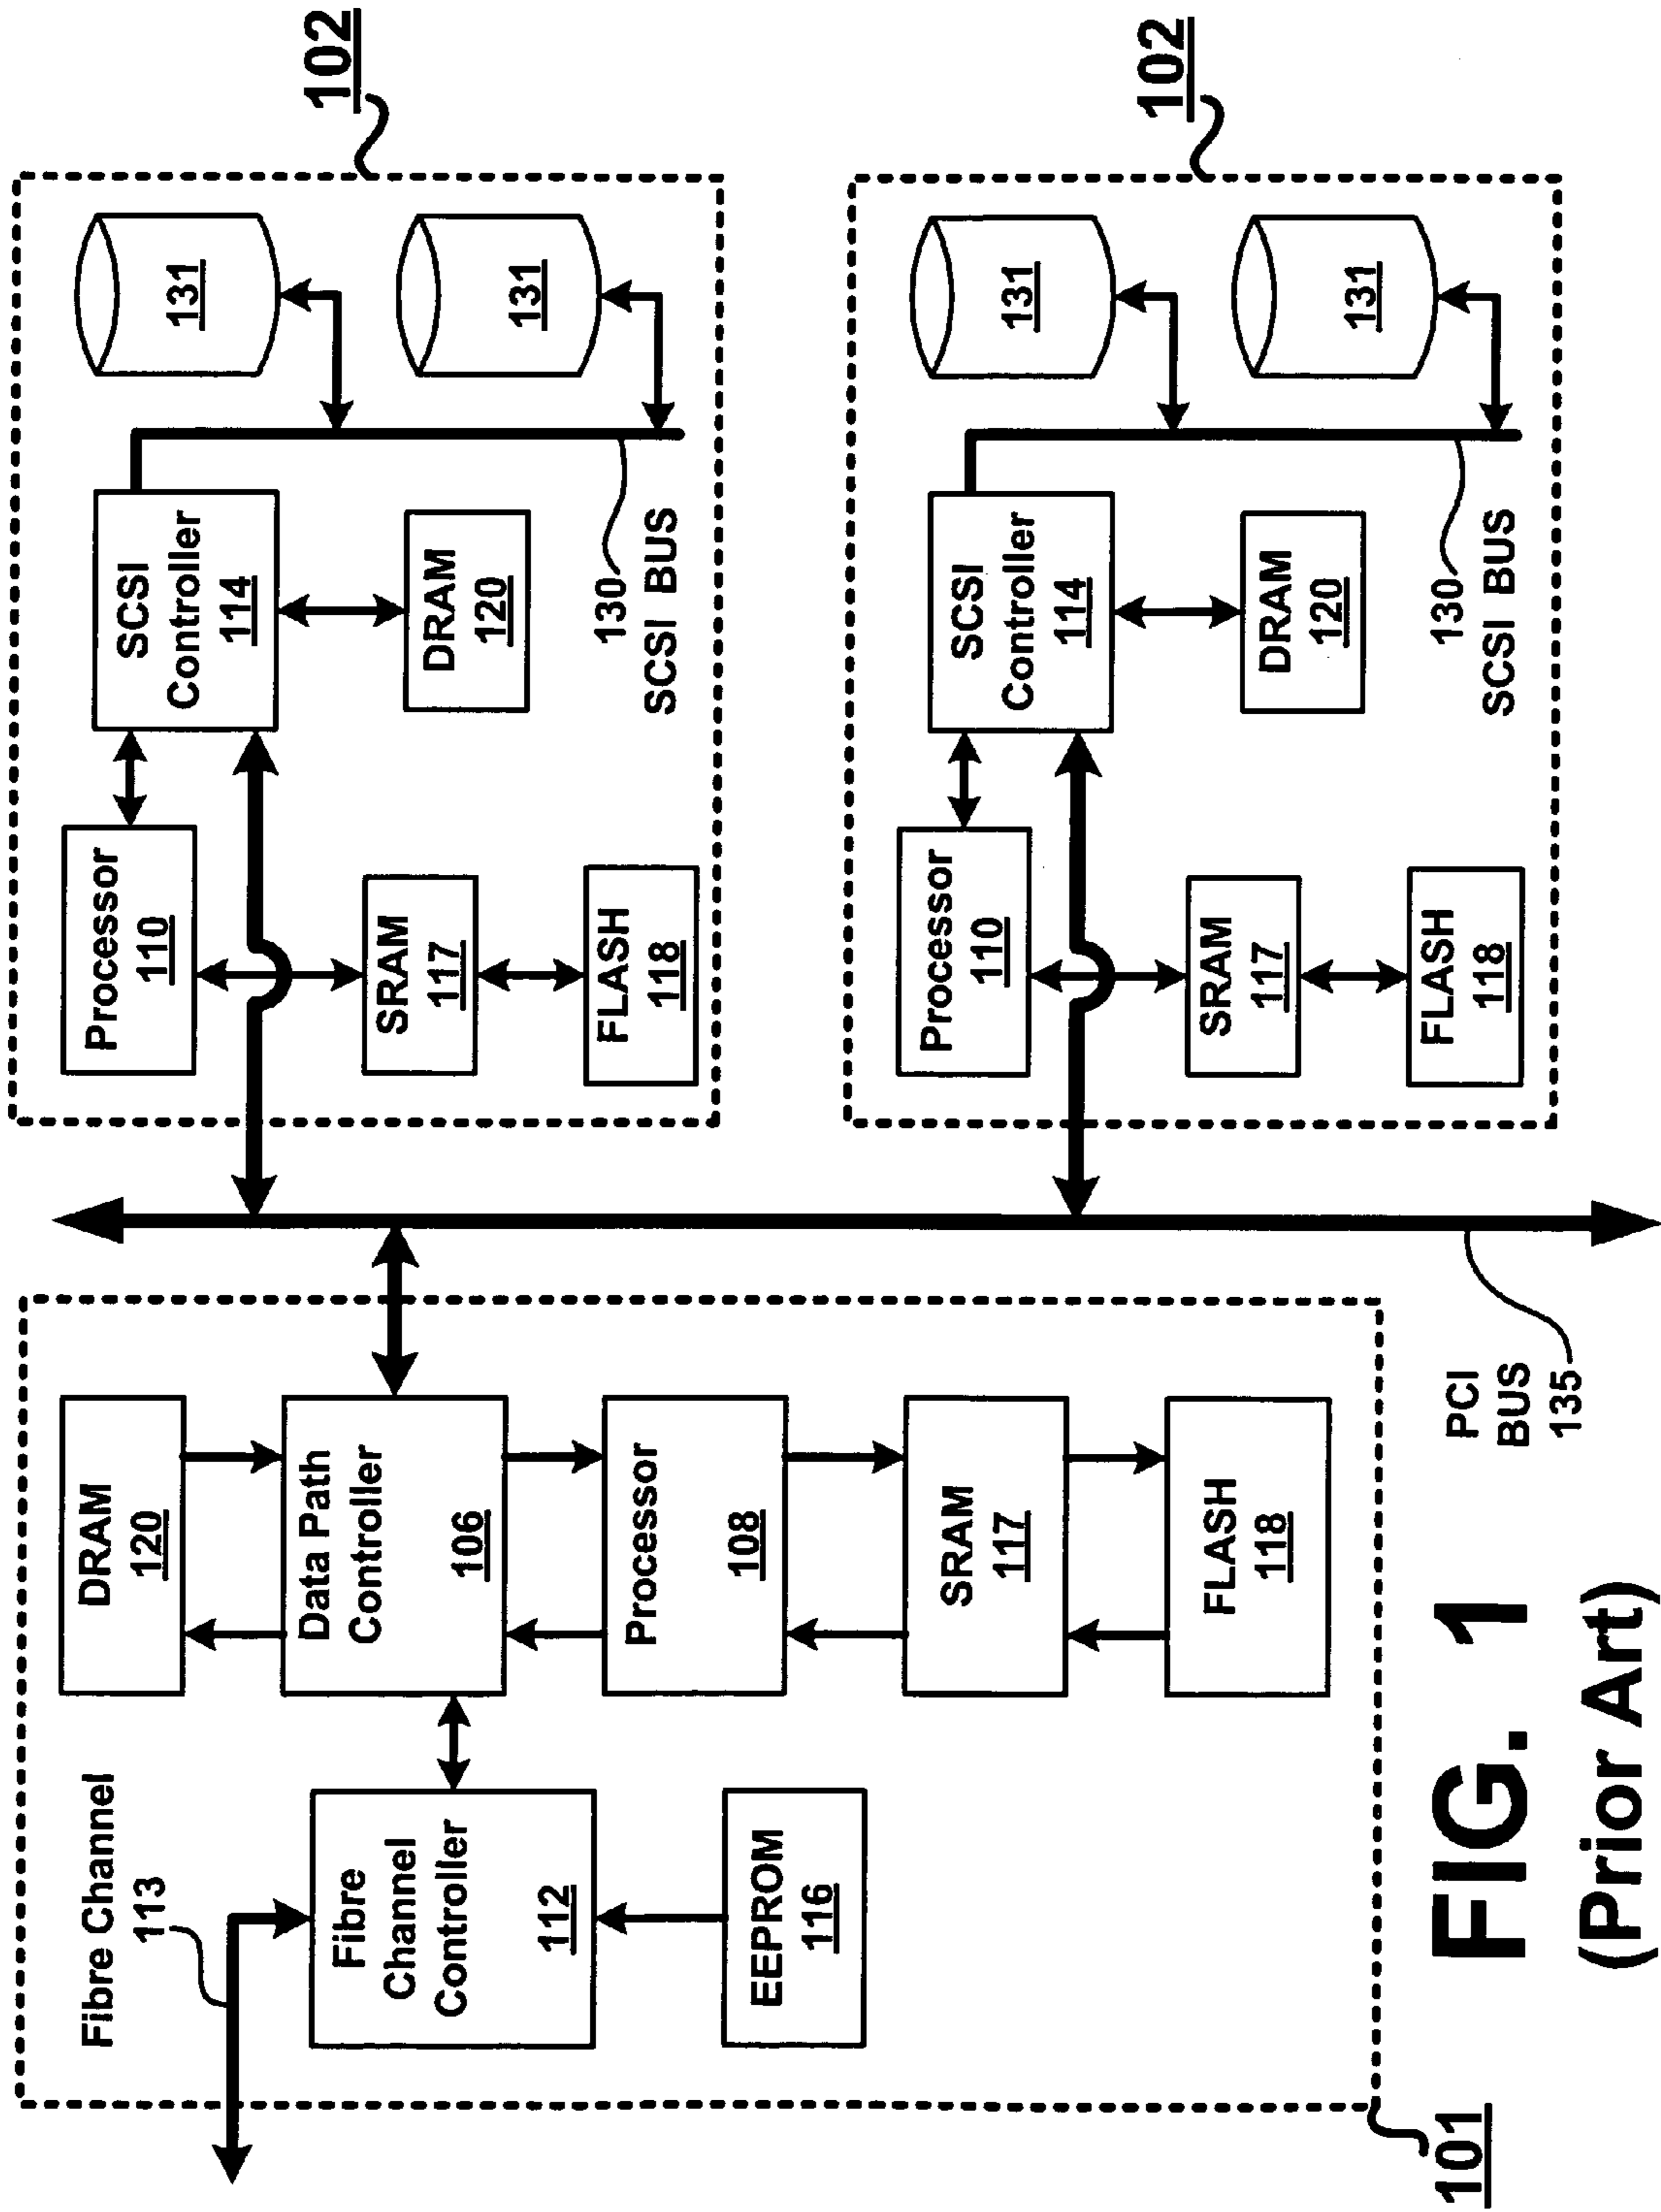 Fibre Channel
113
Fibre
Channel
Controller
112
EEPROM
116
DRAM
120
Data Path
Controller
106
Processor
108
SRAM
117
FLASH
118
101
PCI
BUS
135
102
Processor
110
SRAM
117
FLASH
118
SCSI
Controller
114
DRAM
120
130
SCSI BUS
131
131
102
Processor
110
SRAM
117
FLASH
118
SCSI
Controller
114
DRAM
120
130
SCSI BUS
131
131
FIG. 1
(Prior Art)